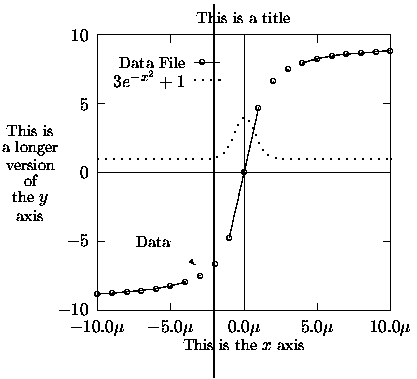 This is a title
10
Data File
3e^{-x^2} + 1
5
This is
a longer
version
of
the y
axis
0
−5
Data
−10
−10.0μ −5.0μ 0.0μ 5.0μ 10.0μ
This is the x axis